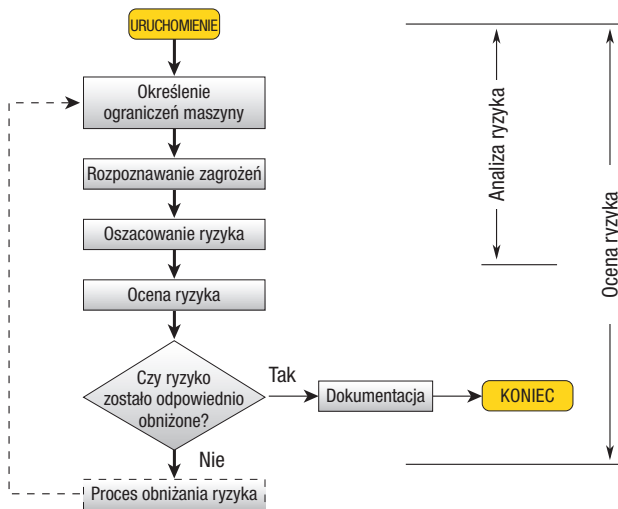 URUCHOMIENIE
Określenie
ograniczeń maszyny
Rozpoznawanie zagrożeń
Oszacowanie ryzyka
Ocena ryzyka
Czy ryzyko
zostało odpowiednio
obniżone?
Tak
Dokumentacja
KONIEC
Nie
Proces obniżania ryzyka
Analiza ryzyka
Ocena ryzyka